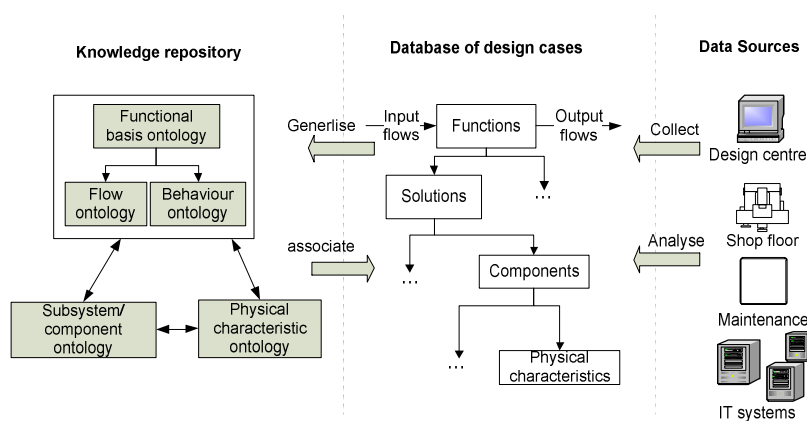 Knowledge repository
Database of design cases
Data Sources
Functional
basis ontology
Flow
ontology
Behaviour
ontology
Subsystem/
component
ontology
Physical
characteristic
ontology
Generlise
associate
Input
flows
Functions
Output
flows
Solutions
...
...
Components
...
Physical
characteristics
Collect
Analyse
Design centre
Shop floor
Maintenance
IT systems